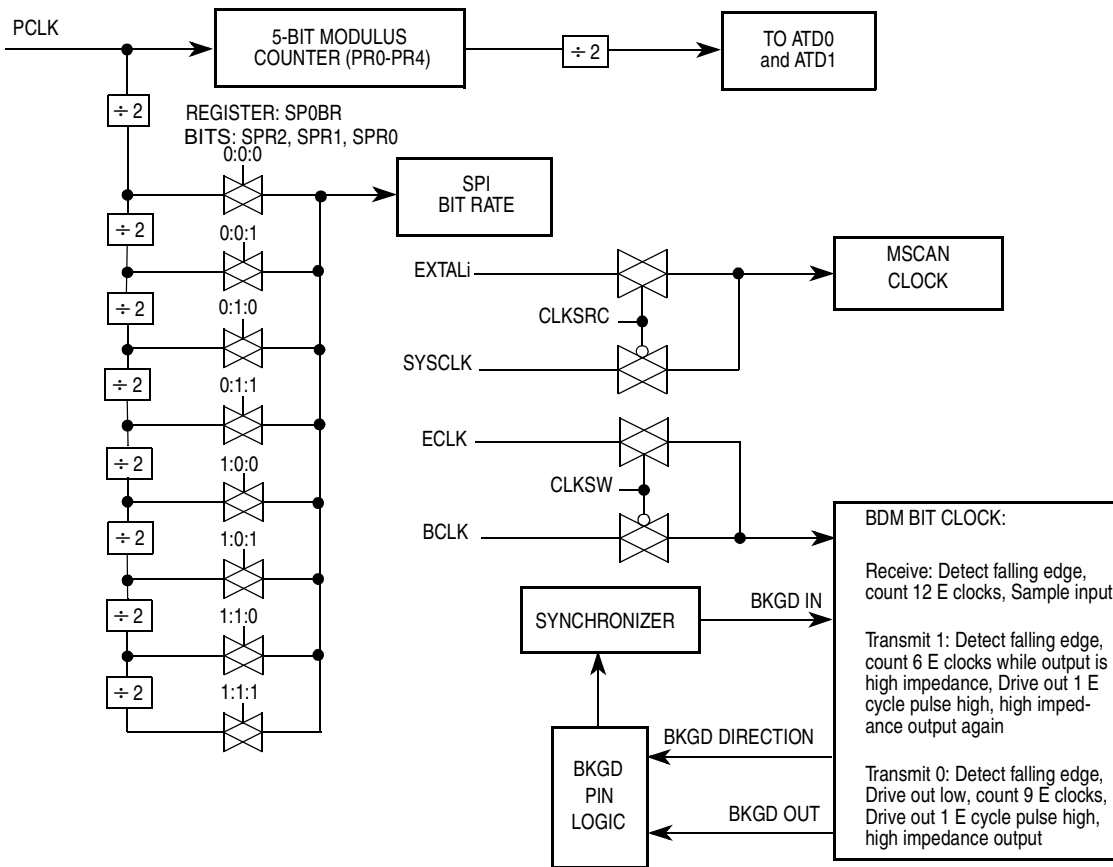 PCLK
5-BIT MODULUS
COUNTER (PR0-PR4)
÷ 2
TO ATD0
and ATD1
÷ 2
REGISTER: SP0BR
BITS: SPR2, SPR1, SPR0
0:0:0
SPI
BIT RATE
÷ 2
0:0:1
÷ 2
0:1:0
÷ 2
0:1:1
÷ 2
1:0:0
÷ 2
1:0:1
÷ 2
1:1:0
÷ 2
1:1:1
EXTALi
MSCAN
CLOCK
CLKSRC
SYSCLK
ECLK
CLKSW
BCLK
BDM BIT CLOCK:
Receive: Detect falling edge,
count 12 E clocks, Sample input
Transmit 1: Detect falling edge,
count 6 E clocks while output is
high impedance, Drive out 1 E
cycle pulse high, high imped-
ance output again
Transmit 0: Detect falling edge,
Drive out low, count 9 E clocks,
Drive out 1 E cycle pulse high,
high impedance output
SYNCHRONIZER
BKGD IN
BKGD DIRECTION
BKGD
PIN
LOGIC
BKGD OUT